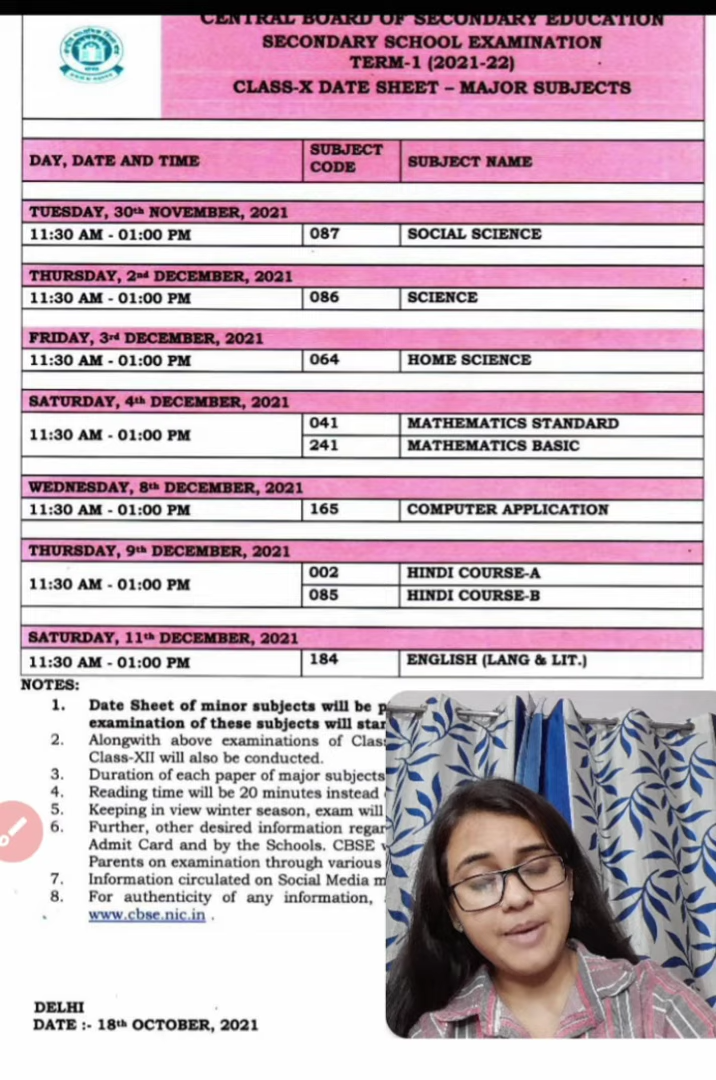 CENTRAL BOARD OF SECONDARY EDUCATION
SECONDARY SCHOOL EXAMINATION
TERM-1 (2021-22)
CLASS-X DATE SHEET – MAJOR SUBJECTS
DAY, DATE AND TIME SUBJECT CODE SUBJECT NAME
TUESDAY, 30th NOVEMBER, 2021
11:30 AM - 01:00 PM 087 SOCIAL SCIENCE
THURSDAY, 2nd DECEMBER, 2021
11:30 AM - 01:00 PM 086 SCIENCE
FRIDAY, 3rd DECEMBER, 2021
11:30 AM - 01:00 PM 064 HOME SCIENCE
SATURDAY, 4th DECEMBER, 2021
11:30 AM - 01:00 PM 041 MATHEMATICS STANDARD
241 MATHEMATICS BASIC
WEDNESDAY, 8th DECEMBER, 2021
11:30 AM - 01:00 PM 165 COMPUTER APPLICATION
THURSDAY, 9th DECEMBER, 2021
11:30 AM - 01:00 PM 002 HINDI COURSE-A
085 HINDI COURSE-B
SATURDAY, 11th DECEMBER, 2021
11:30 AM - 01:00 PM 184 ENGLISH (LANG & LIT.)
NOTES:
1. Date Sheet of minor subjects will be
examination of these subjects will
2. Alongwith above examinations of
Class-XII will also be conducted.
3. Duration of each paper of major subjects
4. Reading time will be 20 minutes instead
5. Keeping in view winter season, exam will
6. Further, other desired information
Admit Card and by the Schools. CBSE
Parents on examination through various
7. Information circulated on Social Media
8. For authenticity of any information,
www.cbse.nic.in .
DELHI
DATE :- 18th OCTOBER, 2021